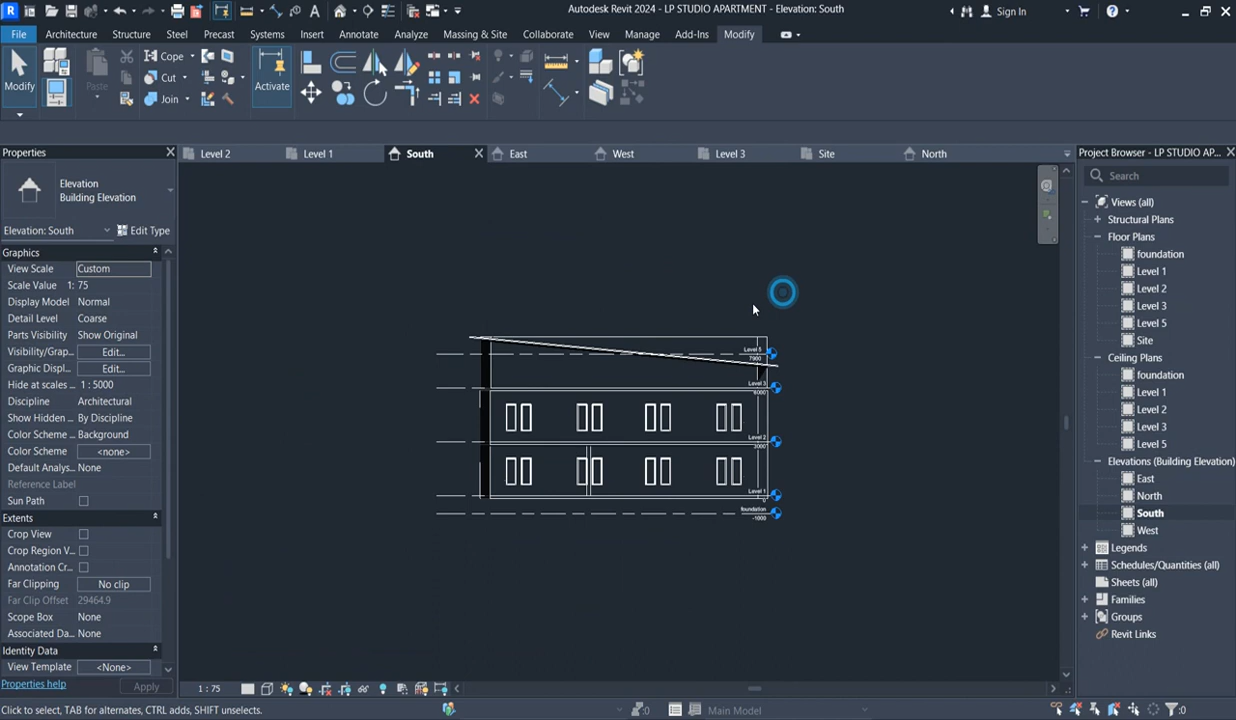 Autodesk Revit 2024 - LP STUDIO APARTMENT - Elevation: South
Sign In
File Architecture Structure Steel Precast Systems Insert Annotate Analyze Massing & Site Collaborate View Manage Add-Ins Modify
Modify
Paste
Cope
Cut
Join
Activate
Properties
Level 2
Level 1
South
East
West
Level 3
Site
North
Project Browser - LP STUDIO AP...
Elevation
Building Elevation
Elevation: South
Edit Type
Graphics
View Scale Custom
Scale Value 1: 75
Display Model Normal
Detail Level Coarse
Parts Visibility Show Original
Visibility/Grap... Edit...
Graphic Displ... Edit...
Hide at scales ... 1 : 5000
Discipline Architectural
Show Hidden ... By Discipline
Color Scheme ... Background
Color Scheme <none>
Default Analys... None
Reference Label
Sun Path
Extents
Crop View
Crop Region V...
Annotation Cr...
Far Clipping No clip
Far Clip Offset 29464.9
Scope Box None
Associated Da... None
Identity Data
View Template <None>
Properties help
Apply
Level 5
7900
Level 3
6000
Level 2
3000
Level 1
0
foundation
-1000
Search
Views (all)
Structural Plans
Floor Plans
foundation
Level 1
Level 2
Level 3
Level 5
Site
Ceiling Plans
foundation
Level 1
Level 2
Level 3
Level 5
Elevations (Building Elevation)
East
North
South
West
Legends
Schedules/Quantities (all)
Sheets (all)
Families
Groups
Revit Links
1 : 75
Click to select, TAB for alternates, CTRL adds, SHIFT unselects.
:0
Main Model
:0